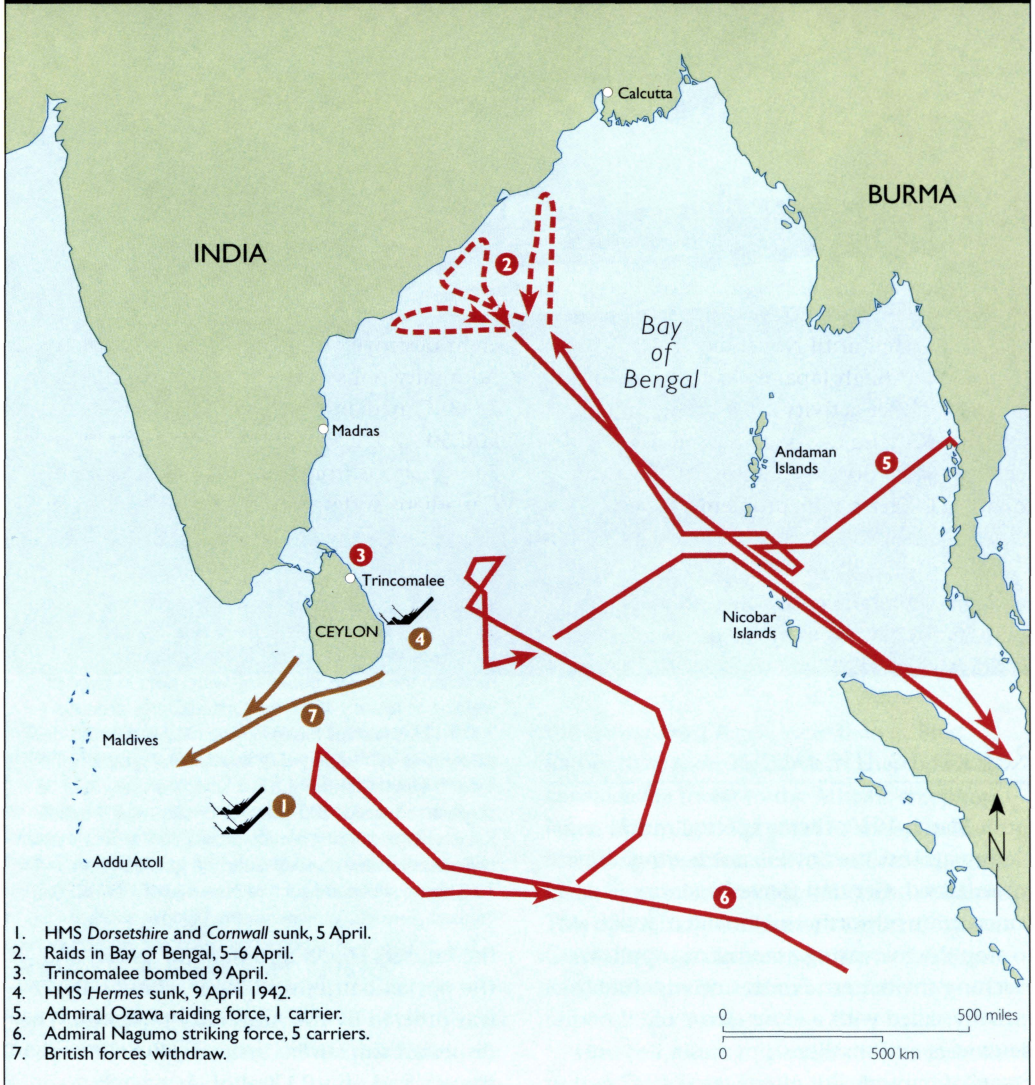 Calcutta
BURMA
INDIA
2
Bay
of
Bengal
Madras
Andaman
Islands
5
3
Trincomalee
CEYLON
4
Nicobar
Islands
7
Maldives
1
N
Addu Atoll
6
1. HMS Dorsetshire and Cornwall sunk, 5 April.
2. Raids in Bay of Bengal, 5–6 April.
3. Trincomalee bombed 9 April.
4. HMS Hermes sunk, 9 April 1942.
5. Admiral Ozawa raiding force, 1 carrier.
6. Admiral Nagumo striking force, 5 carriers.
7. British forces withdraw.
0 500 miles
0 500 km